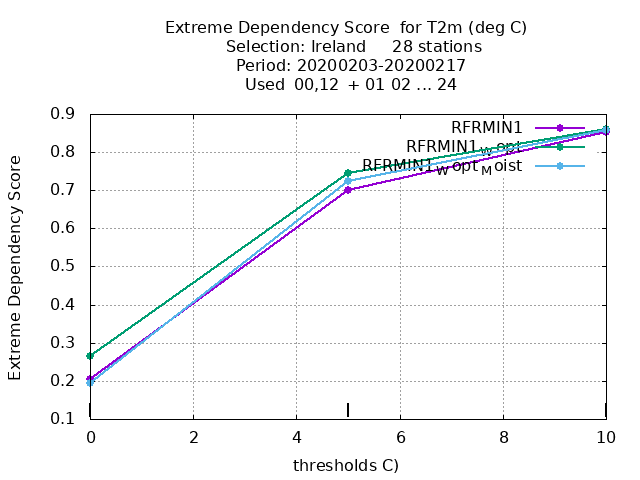 Extreme Dependency Score for T2m (deg C)
Selection: Ireland 28 stations
Period: 20200203-20200217
Used 00,12 + 01 02 ... 24
Extreme Dependency Score
0.9
0.8
0.7
0.6
0.5
0.4
0.3
0.2
0.1
RFRMIN1
RFRMIN1WOpt
RFRMIN1WOptMoist
0 2 4 6 8 10
thresholds C)